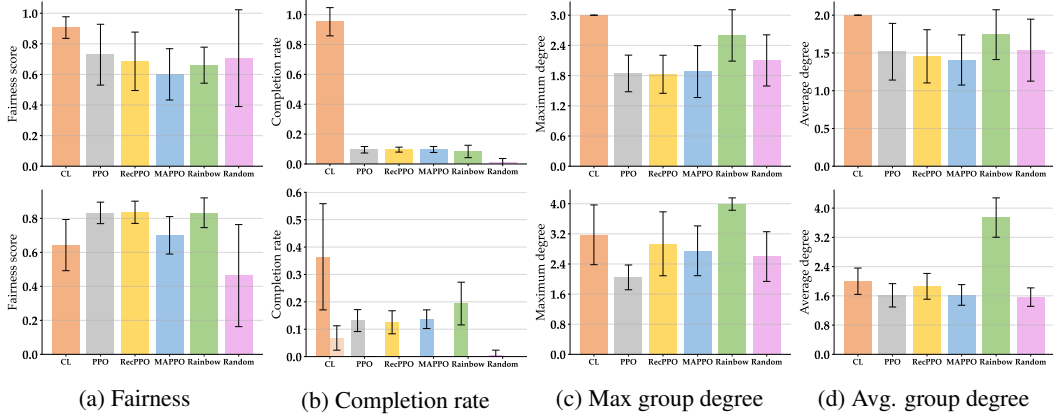 Fairness score
1.0
0.8
0.6
0.4
0.2
0.0
CL PPO RecPPO MAPPO Rainbow Random
Completion rate
1.0
0.8
0.6
0.4
0.2
0.0
CL PPO RecPPO MAPPO Rainbow Random
Maximum degree
3.0
2.4
1.8
1.2
0.6
0.0
CL PPO RecPPO MAPPO Rainbow Random
Average degree
2.0
1.5
1.0
0.5
0.0
CL PPO RecPPO MAPPO Rainbow Random
Fairness score
0.8
0.6
0.4
0.2
0.0
CL PPO RecPPO MAPPO Rainbow Random
Completion rate
0.6
0.5
0.4
0.3
0.2
0.1
0.0
CL PPO RecPPO MAPPO Rainbow Random
Maximum degree
4.0
3.2
2.4
1.6
0.8
0.0
CL PPO RecPPO MAPPO Rainbow Random
Average degree
4.0
3.2
2.4
1.6
0.8
0.0
CL PPO RecPPO MAPPO Rainbow Random
(a) Fairness
(b) Completion rate
(c) Max group degree
(d) Avg. group degree